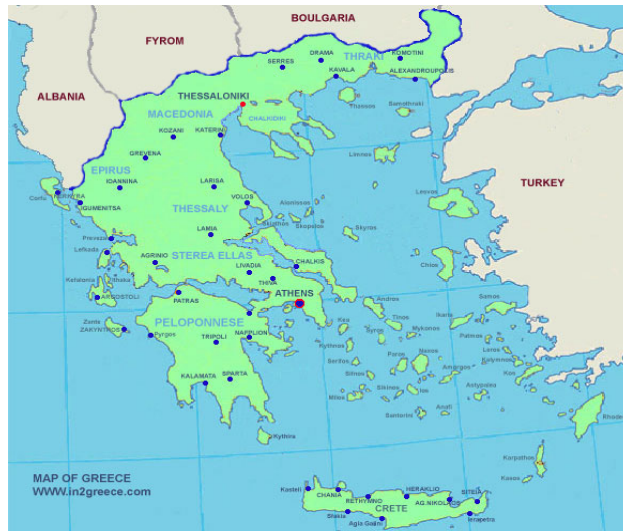 BOULGARIA
FYROM
ALBANIA
TURKEY
THRAKI
KOMOTINI
DRAMA
SERRES
KAVALA
ALEXANDROUPOLIS
THESSALONIKI
Thassos
Samothraki
MACEDONIA
CHALKIDIKI
KOZANI
KATERINI
GREVENA
Limnos
EPIRUS
IOANNINA
LARISA
Corfu
KERKYRA
IGUMENITSA
VOLOS
Lesvos
THESSALY
Alonissos
Skiathos
Skopelos
Skyros
Preveza
LAMIA
Lefkada
STEREA ELLAS
AGRINIO
CHALKIS
LIVADIA
Chios
Kefalonia
Ithaka
THIVA
ARGOSTOLI
PATRAS
ATHENS
Andros
Samos
Zante
ZAKYNTHOS
PELOPONNESE
Kea
Tinos
Ikaria
Pyrgos
NAFPLION
Syros
Mykonos
Patmos
TRIPOLI
Kythnos
Leros
Paros
Naxos
Kalymnos
Serifos
Amorgos
Kos
KALAMATA
SPARTA
Sifnos
Sikinos
Ios
Astypalea
Milos
Anafi
Santorini
Rhodes
Kythira
Karpathos
Kasos
MAP OF GREECE
WWW.in2greece.com
Kasteli
CHANIA
RETHYMNO
HERAKLIO
AG.NIKOLAOS
SITEIA
CRETE
Sfakia
Agia Galini
Ierapetra